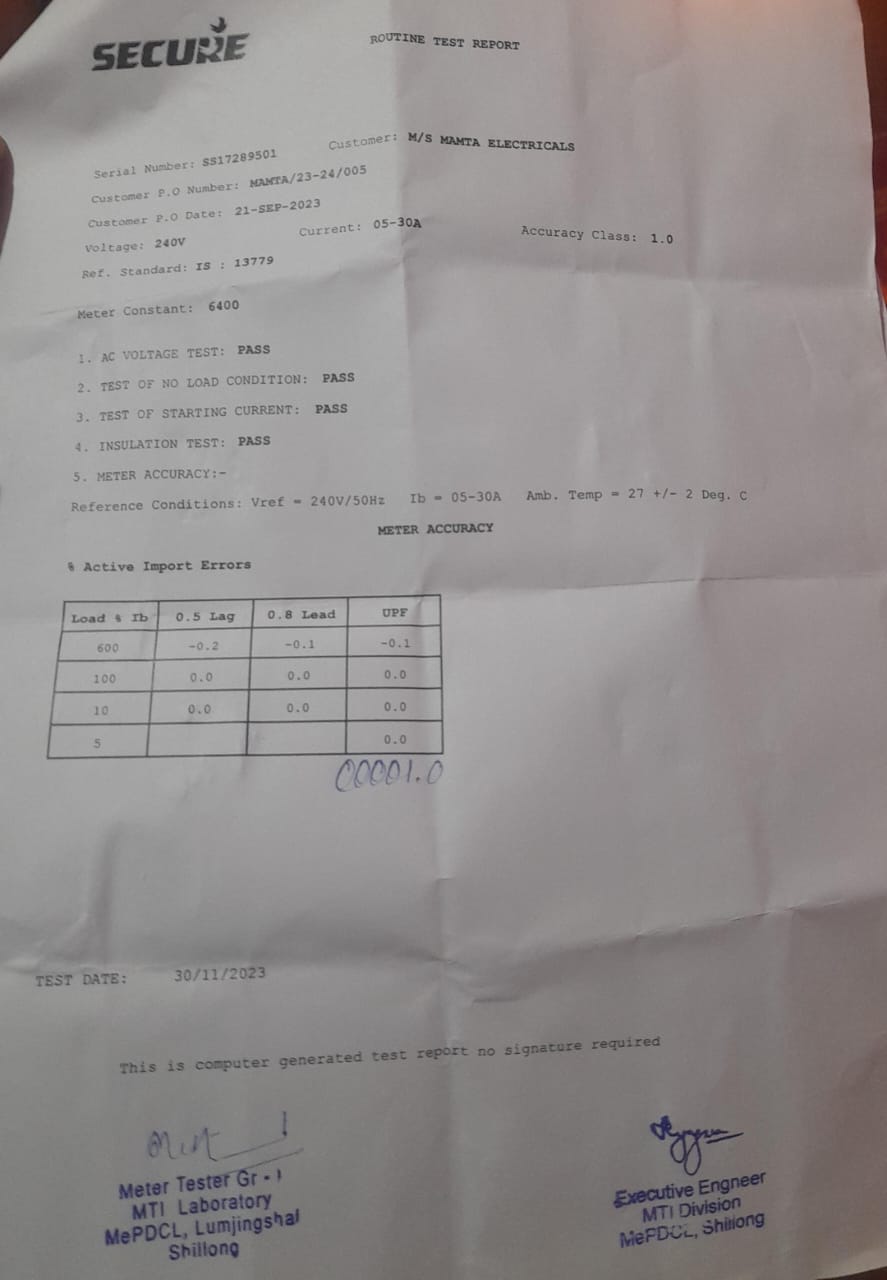 SECURE
ROUTINE TEST REPORT
Serial Number: SS17289501 Customer: M/S MAMTA ELECTRICALS
Customer P.O Number: MAMTA/23-24/005
Customer P.O Date: 21-SEP-2023
Voltage: 240V Current: 05-30A Accuracy Class: 1.0
Ref. Standard: IS : 13779
Meter Constant: 6400
1. AC VOLTAGE TEST: PASS
2. TEST OF NO LOAD CONDITION: PASS
3. TEST OF STARTING CURRENT: PASS
4. INSULATION TEST: PASS
5. METER ACCURACY:-
Reference Conditions: Vref = 240V/50Hz Ib = 05-30A Amb. Temp = 27 +/- 2 Deg. C
METER ACCURACY
% Active Import Errors
Load % Ib 0.5 Lag 0.8 Lead UPF
600 -0.2 -0.1 -0.1
100 0.0 0.0 0.0
10 0.0 0.0 0.0
5 0.0
00001.0
TEST DATE: 30/11/2023
This is computer generated test report no signature required
Meter Tester Gr - I
MTI Laboratory
MePDCL, Lumjingshai
Shillong
Executive Engneer
MTI Division
MePDCL, Shillong